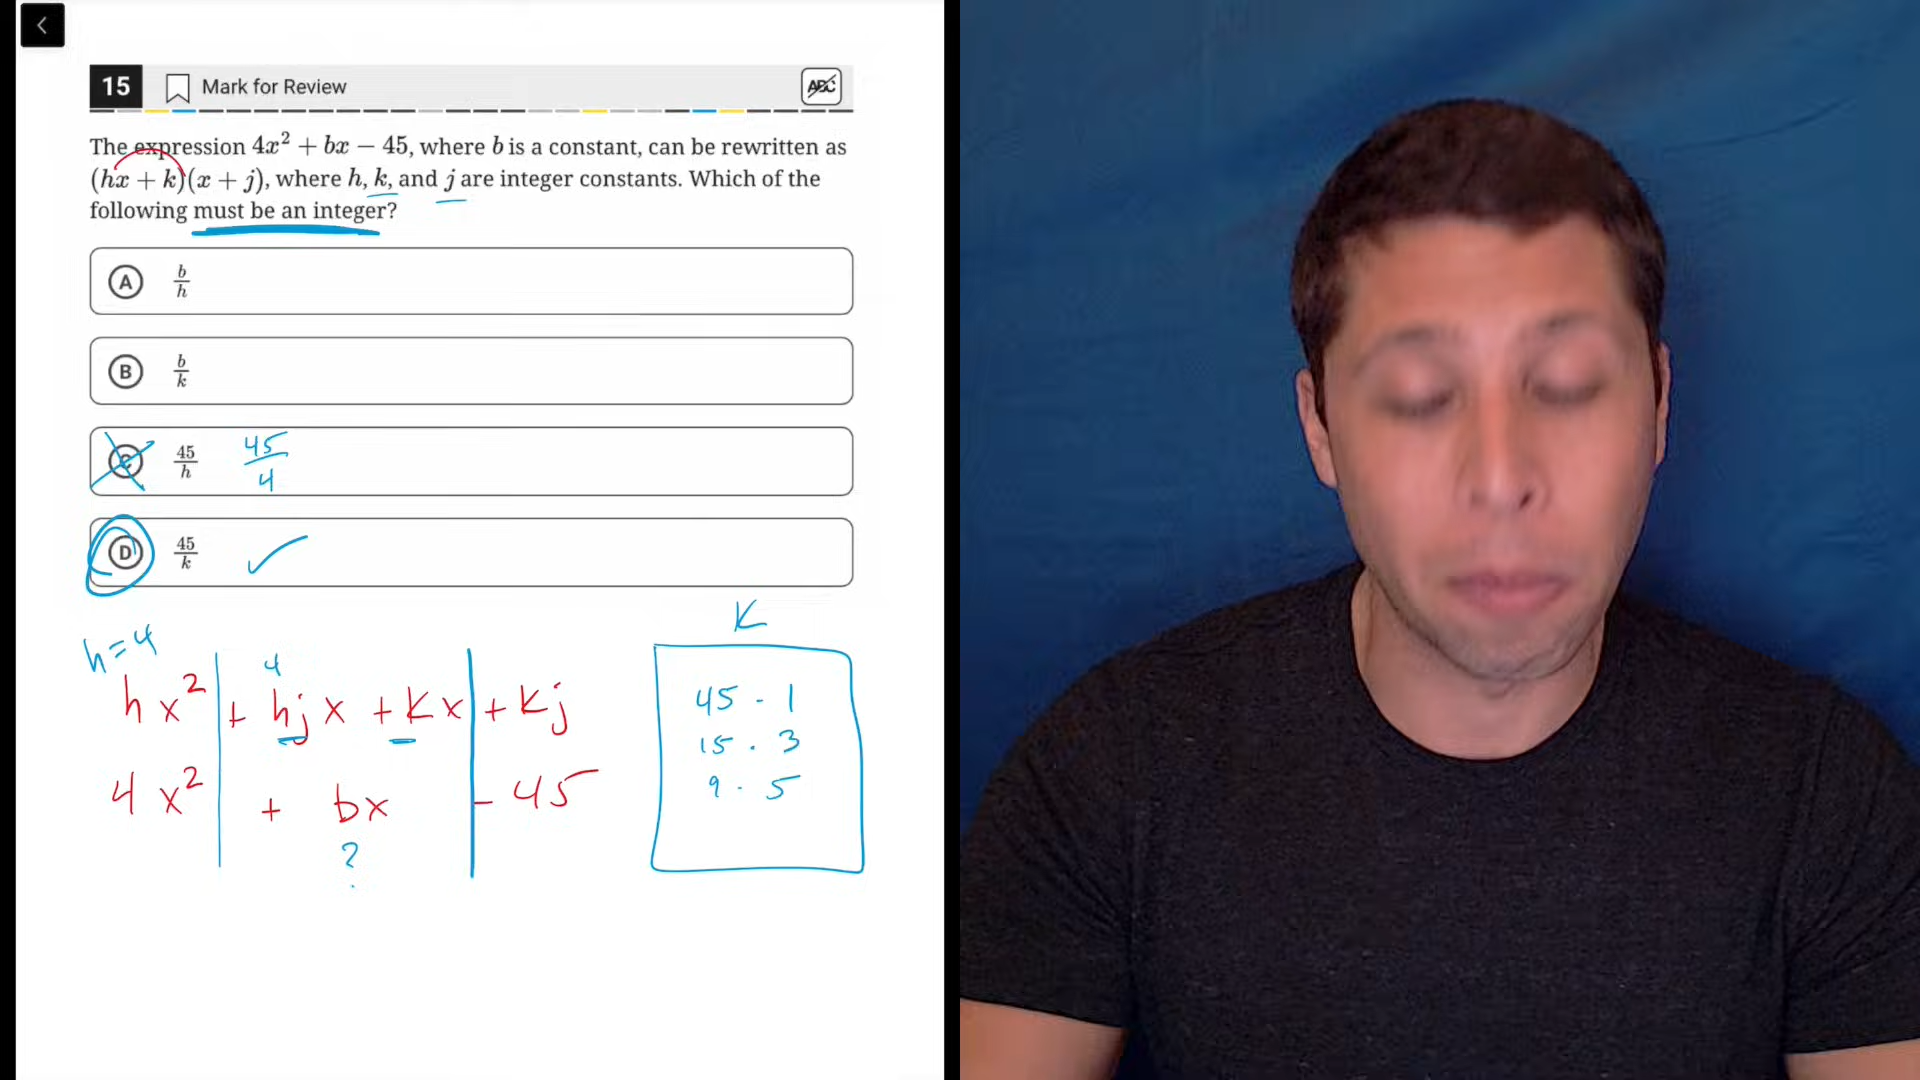 15 Mark for Review ABC
The expression 4x² + bx − 45, where b is a constant, can be rewritten as
(hx + k)(x + j), where h, k, and j are integer constants. Which of the
following must be an integer?
A b/h
B b/k
C 45/h 45/4
D 45/k ✓
K
h=4
4
hx² + hjx + kx + kj
4x² + bx − 45
?
45 · 1
15 · 3
9 · 5